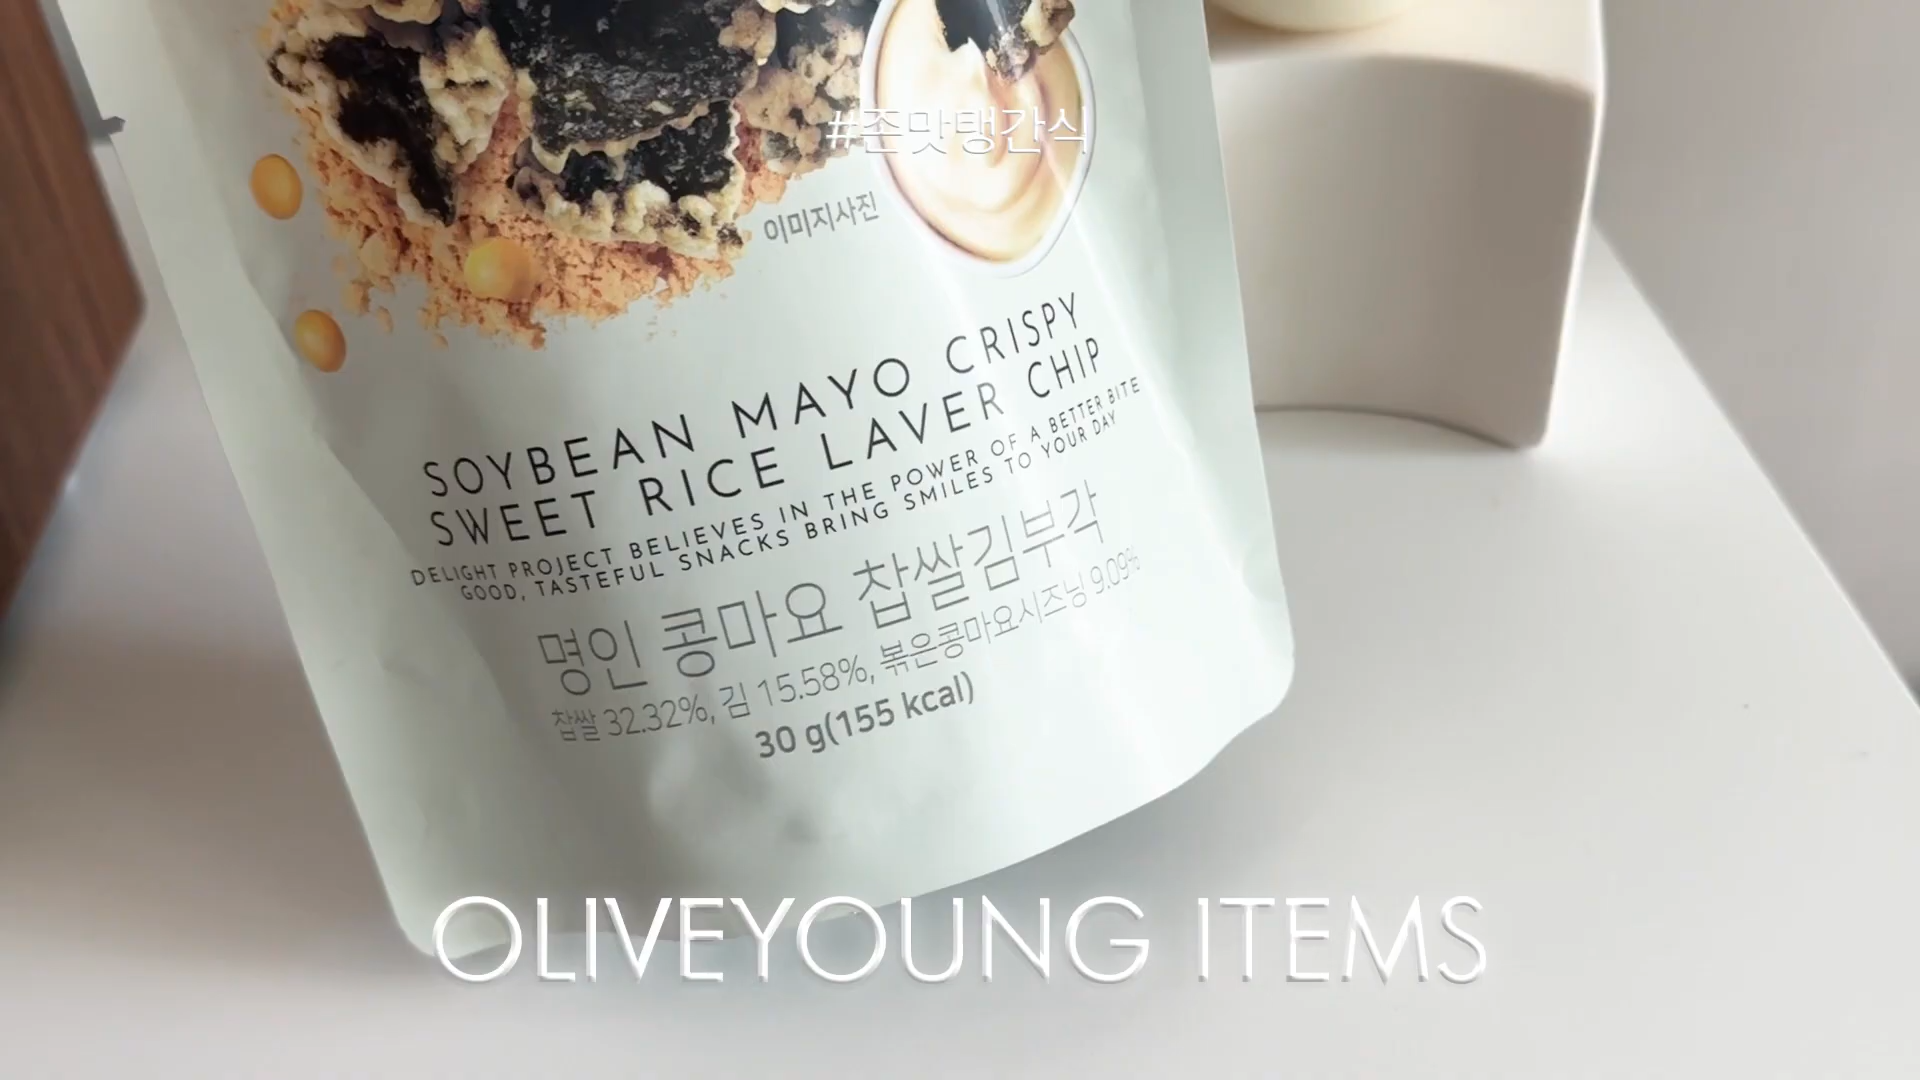 #존맛탱간식
이미지사진
SOYBEAN MAYO CRISPY
SWEET RICE LAVER CHIP
DELIGHT PROJECT BELIEVES IN THE POWER OF A BETTER BITE
GOOD, TASTEFUL SNACKS BRING SMILES TO YOUR DAY
명인 콩마요 찹쌀김부각
찹쌀 32.32%, 김 15.58%, 볶은콩마요시즈닝 9.09%
30 g(155 kcal)
OLIVEYOUNG ITEMS